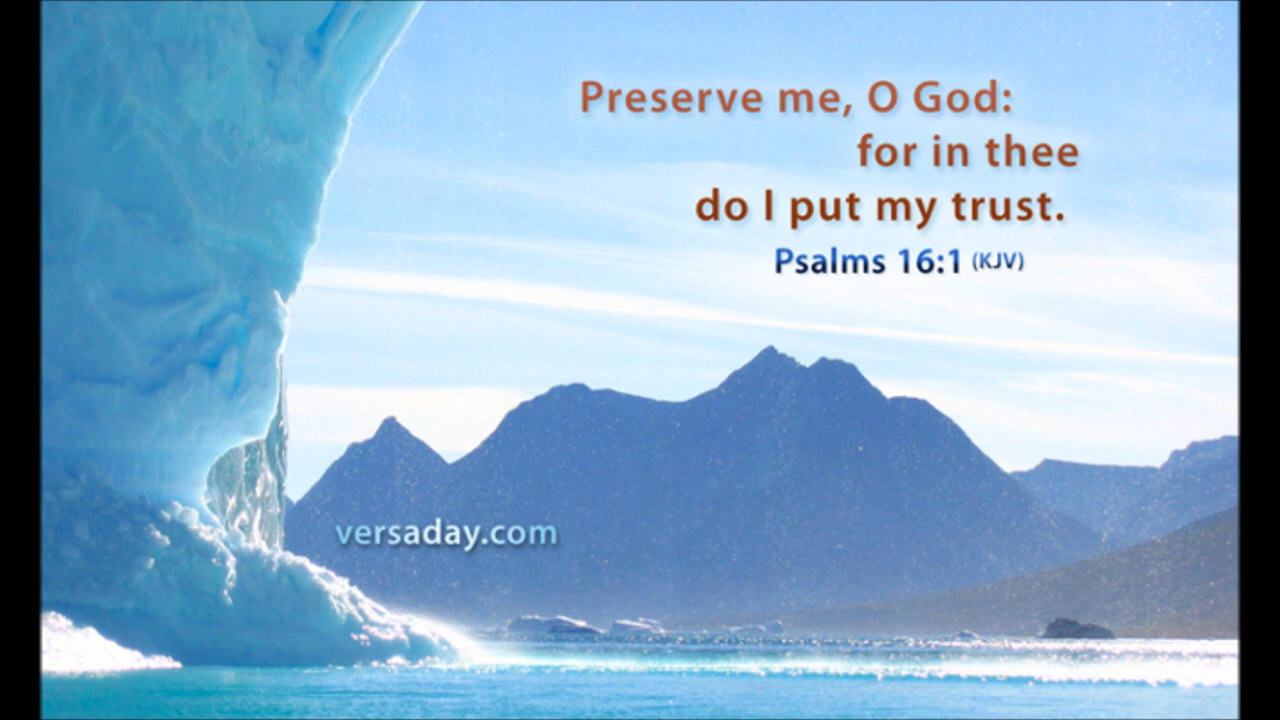 Preserve me, O God:
for in thee
do I put my trust.
Psalms 16:1 (KJV)
versaday.com